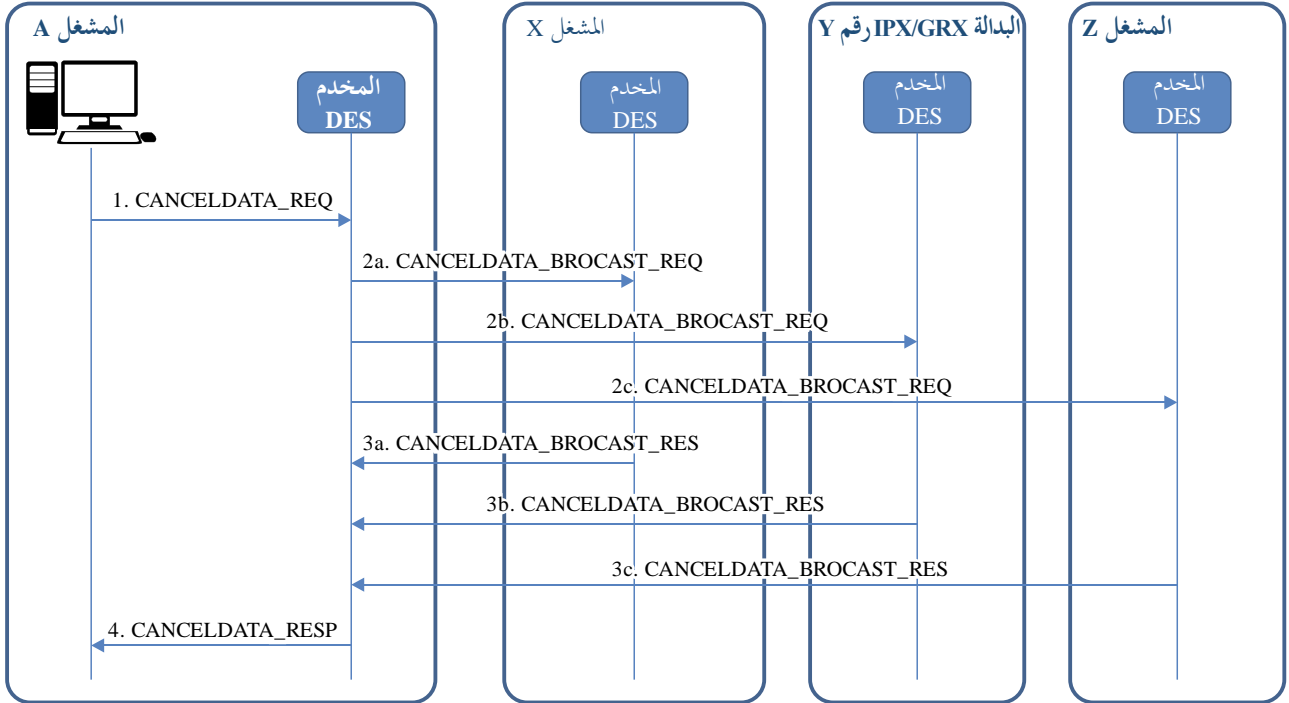 المشغل A
المشغل X
البدالة IPX/GRX رقم Y
المشغل Z
المخدم
DES
المخدم
DES
المخدم
DES
المخدم
DES
1. CANCELDATA_REQ
2a. CANCELDATA_BROCAST_REQ
2b. CANCELDATA_BROCAST_REQ
2c. CANCELDATA_BROCAST_REQ
3a. CANCELDATA_BROCAST_RES
3b. CANCELDATA_BROCAST_RES
3c. CANCELDATA_BROCAST_RES
4. CANCELDATA_RESP